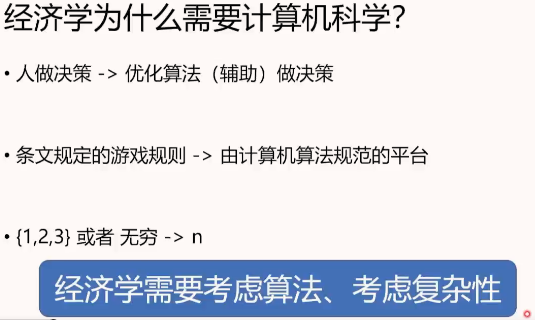 经济学为什么需要计算机科学?
• 人做决策 -> 优化算法（辅助）做决策
• 条文规定的游戏规则 -> 由计算机算法规范的平台
• {1,2,3} 或者 无穷 -> n
经济学需要考虑算法、考虑复杂性